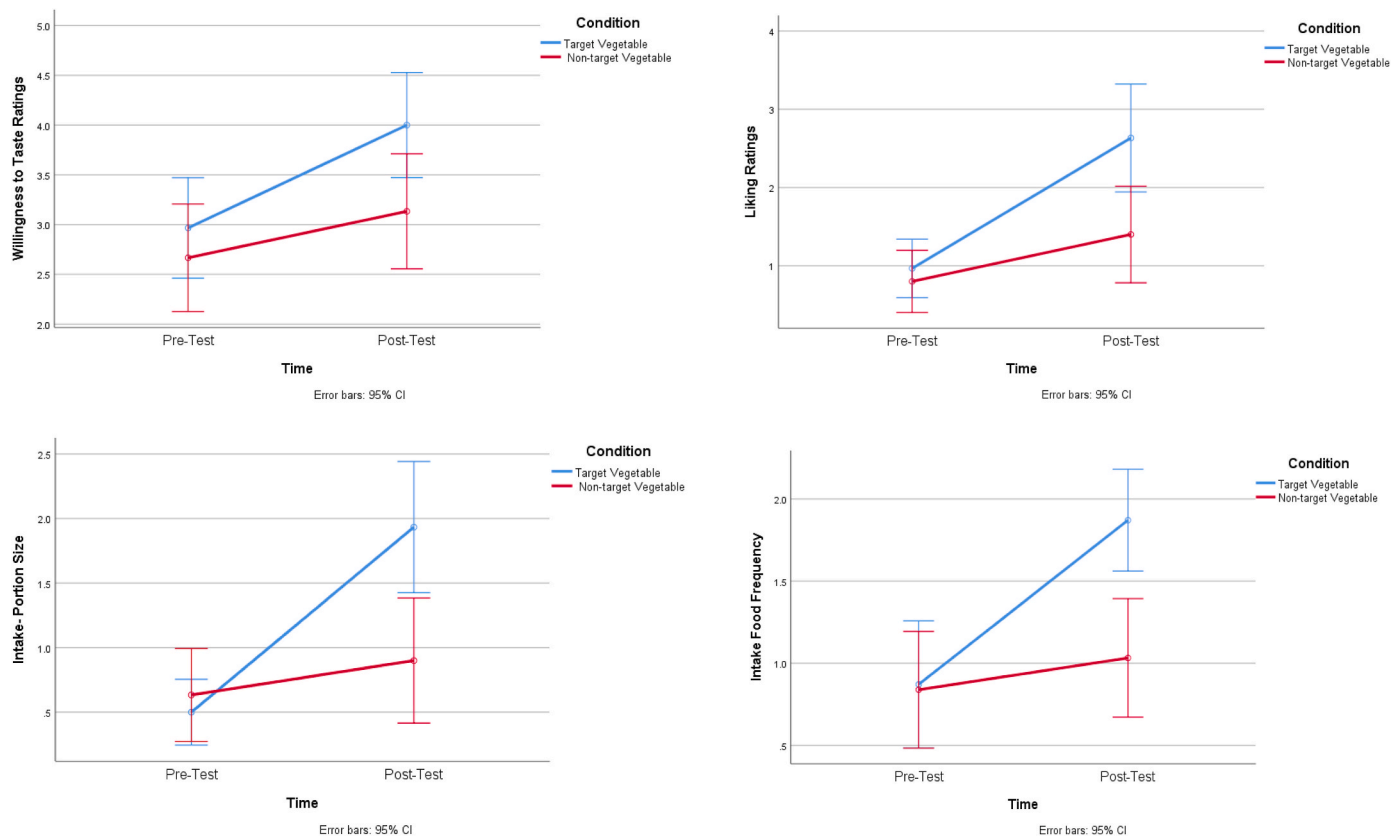 Willingness to Taste Ratings
5.0
4.5
4.0
3.5
3.0
2.5
2.0
Pre-Test
Post-Test
Time
Error bars: 95% CI
Condition
Target Vegetable
Non-target Vegetable
Liking Ratings
4
3
2
1
Pre-Test
Post-Test
Time
Error bars: 95% CI
Condition
Target Vegetable
Non-target Vegetable
Intake- Portion Size
2.5
2.0
1.5
1.0
.5
Pre-Test
Post-Test
Time
Error bars: 95% CI
Condition
Target Vegetable
Non-target Vegetable
Intake Food Frequency
2.0
1.5
1.0
.5
Pre-Test
Post-Test
Time
Error bars: 95% CI
Condition
Target Vegetable
Non-target Vegetable